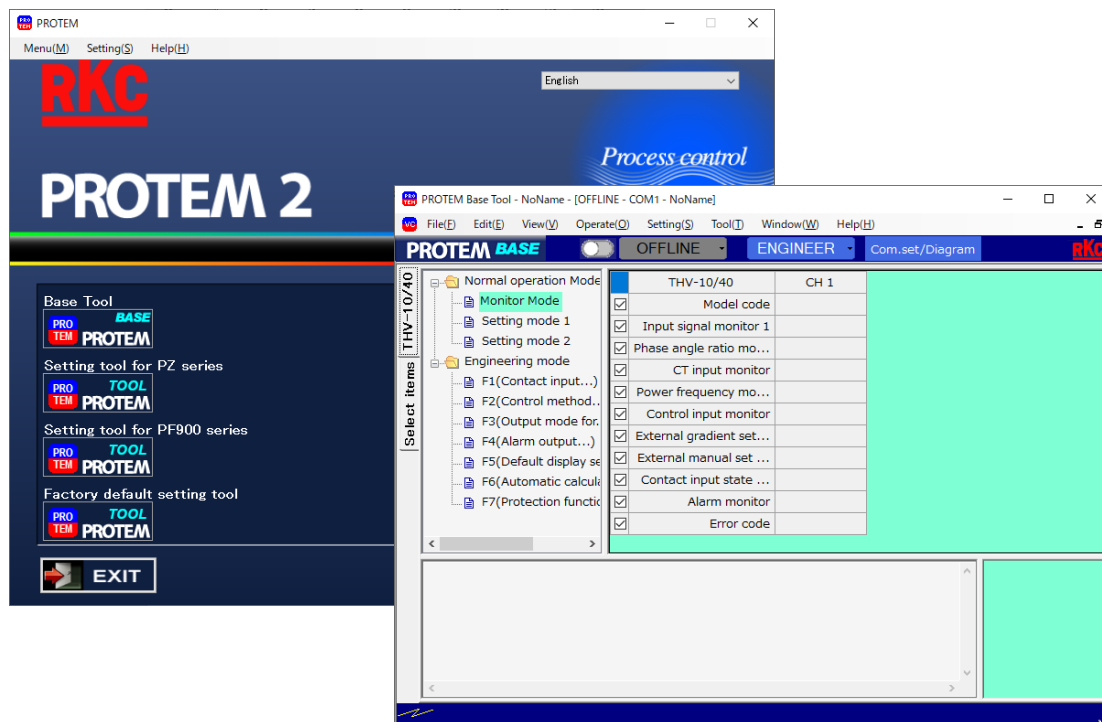 PRO TEM PROTEM
Menu(M) Setting(S) Help(H)
RKC
English
Process control
PROTEM 2
Base Tool
PRO TEM BASE PROTEM
Setting tool for PZ series
PRO TEM TOOL PROTEM
Setting tool for PF900 series
PRO TEM TOOL PROTEM
Factory default setting tool
PRO TEM TOOL PROTEM
EXIT
PRO TEM PROTEM Base Tool - NoName - [OFFLINE - COM1 - NoName]
VC File(F) Edit(E) View(V) Operate(O) Setting(S) Tool(T) Window(W) Help(H)
PROTEM BASE OFFLINE ENGINEER Com.set/Diagram RKC
THV-10/40
Select items
Normal operation Mode
Monitor Mode
Setting mode 1
Setting mode 2
Engineering mode
F1(Contact input...)
F2(Control method..
F3(Output mode for.
F4(Alarm output...)
F5(Default display se
F6(Automatic calcula
F7(Protection functio
THV-10/40 CH 1
Model code
Input signal monitor 1
Phase angle ratio mo...
CT input monitor
Power frequency mo...
Control input monitor
External gradient set...
External manual set ...
Contact input state ...
Alarm monitor
Error code